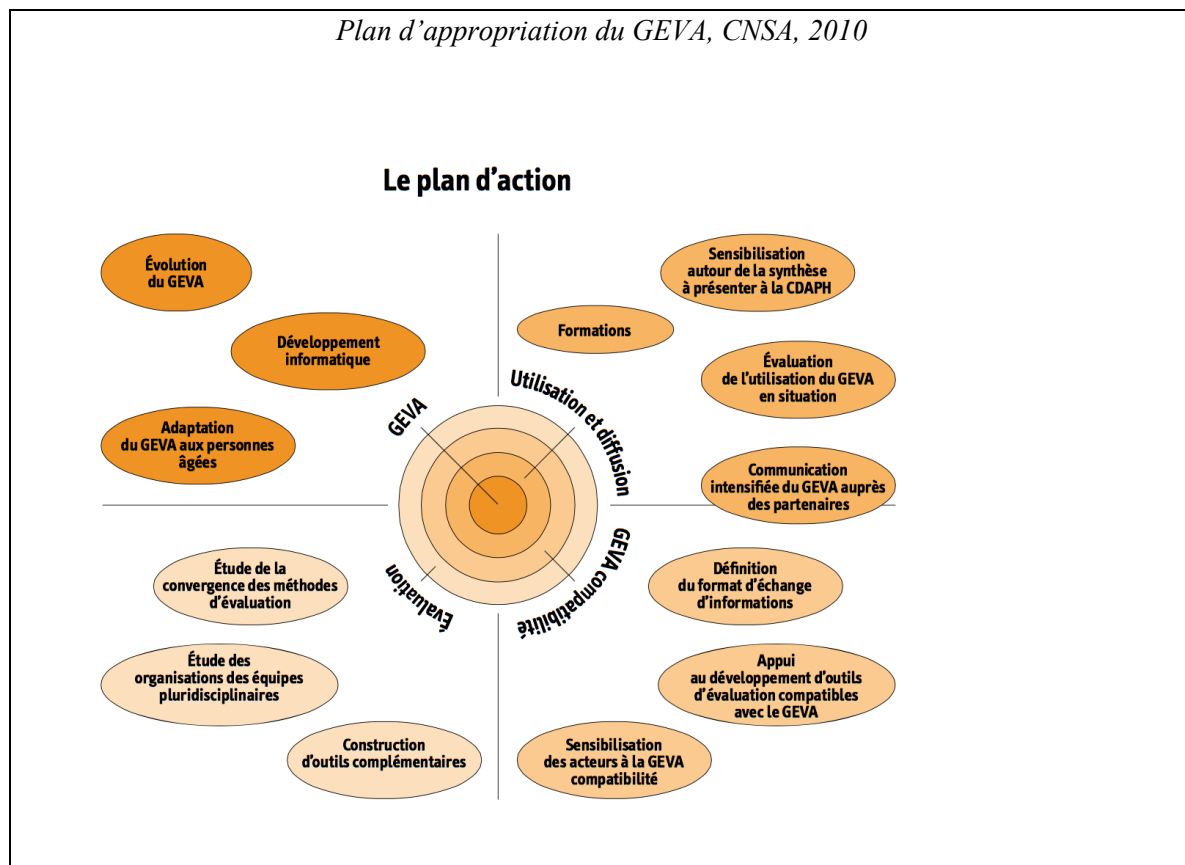 Plan d'appropriation du GEVA, CNSA, 2010
Le plan d'action
Évolution
du GEVA
Développement
informatique
Adaptation
du GEVA aux personnes
âgées
Sensibilisation
autour de la synthèse
à présenter à la CDAPH
Formations
Évaluation
de l'utilisation du GEVA
en situation
Communication
intensifiée du GEVA auprès
des partenaires
GEVA
Utilisation et diffusion
GEVA compatibilité
Évaluation
Étude de la
convergence des méthodes
d'évaluation
Étude des
organisations des équipes
pluridisciplinaires
Construction
d'outils complémentaires
Définition
du format d'échange
d'informations
Appui
au développement d'outils
d'évaluation compatibles
avec le GEVA
Sensibilisation
des acteurs à la GEVA
compatibilité